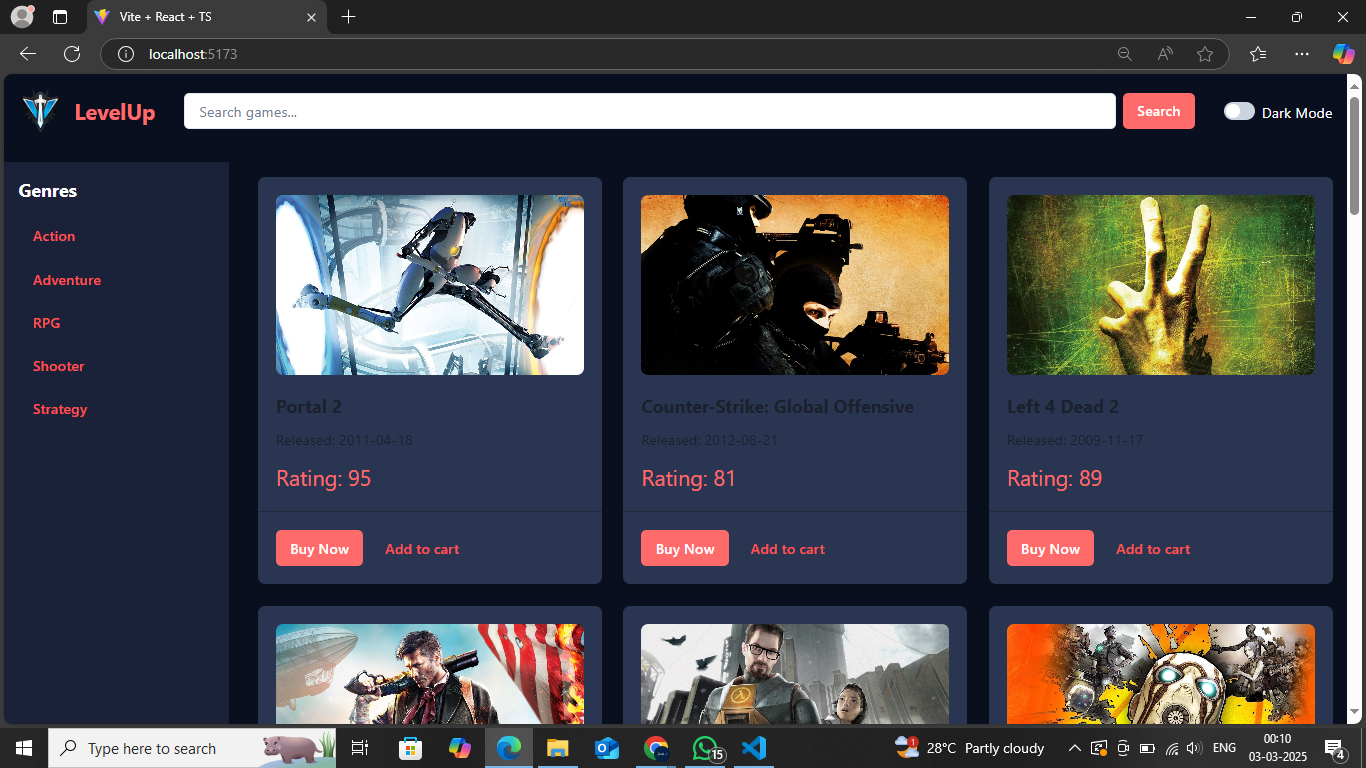 Vite + React + TS
localhost:5173
LevelUp
Search games...
Search
Dark Mode
Genres
Action
Adventure
RPG
Shooter
Strategy
Portal 2
Released: 2011-04-18
Rating: 95
Buy Now
Add to cart
Counter-Strike: Global Offensive
Released: 2012-08-21
Rating: 81
Buy Now
Add to cart
Left 4 Dead 2
Released: 2009-11-17
Rating: 89
Buy Now
Add to cart
Type here to search
15
1
28°C Partly cloudy
ENG
00:10
03-03-2025
4